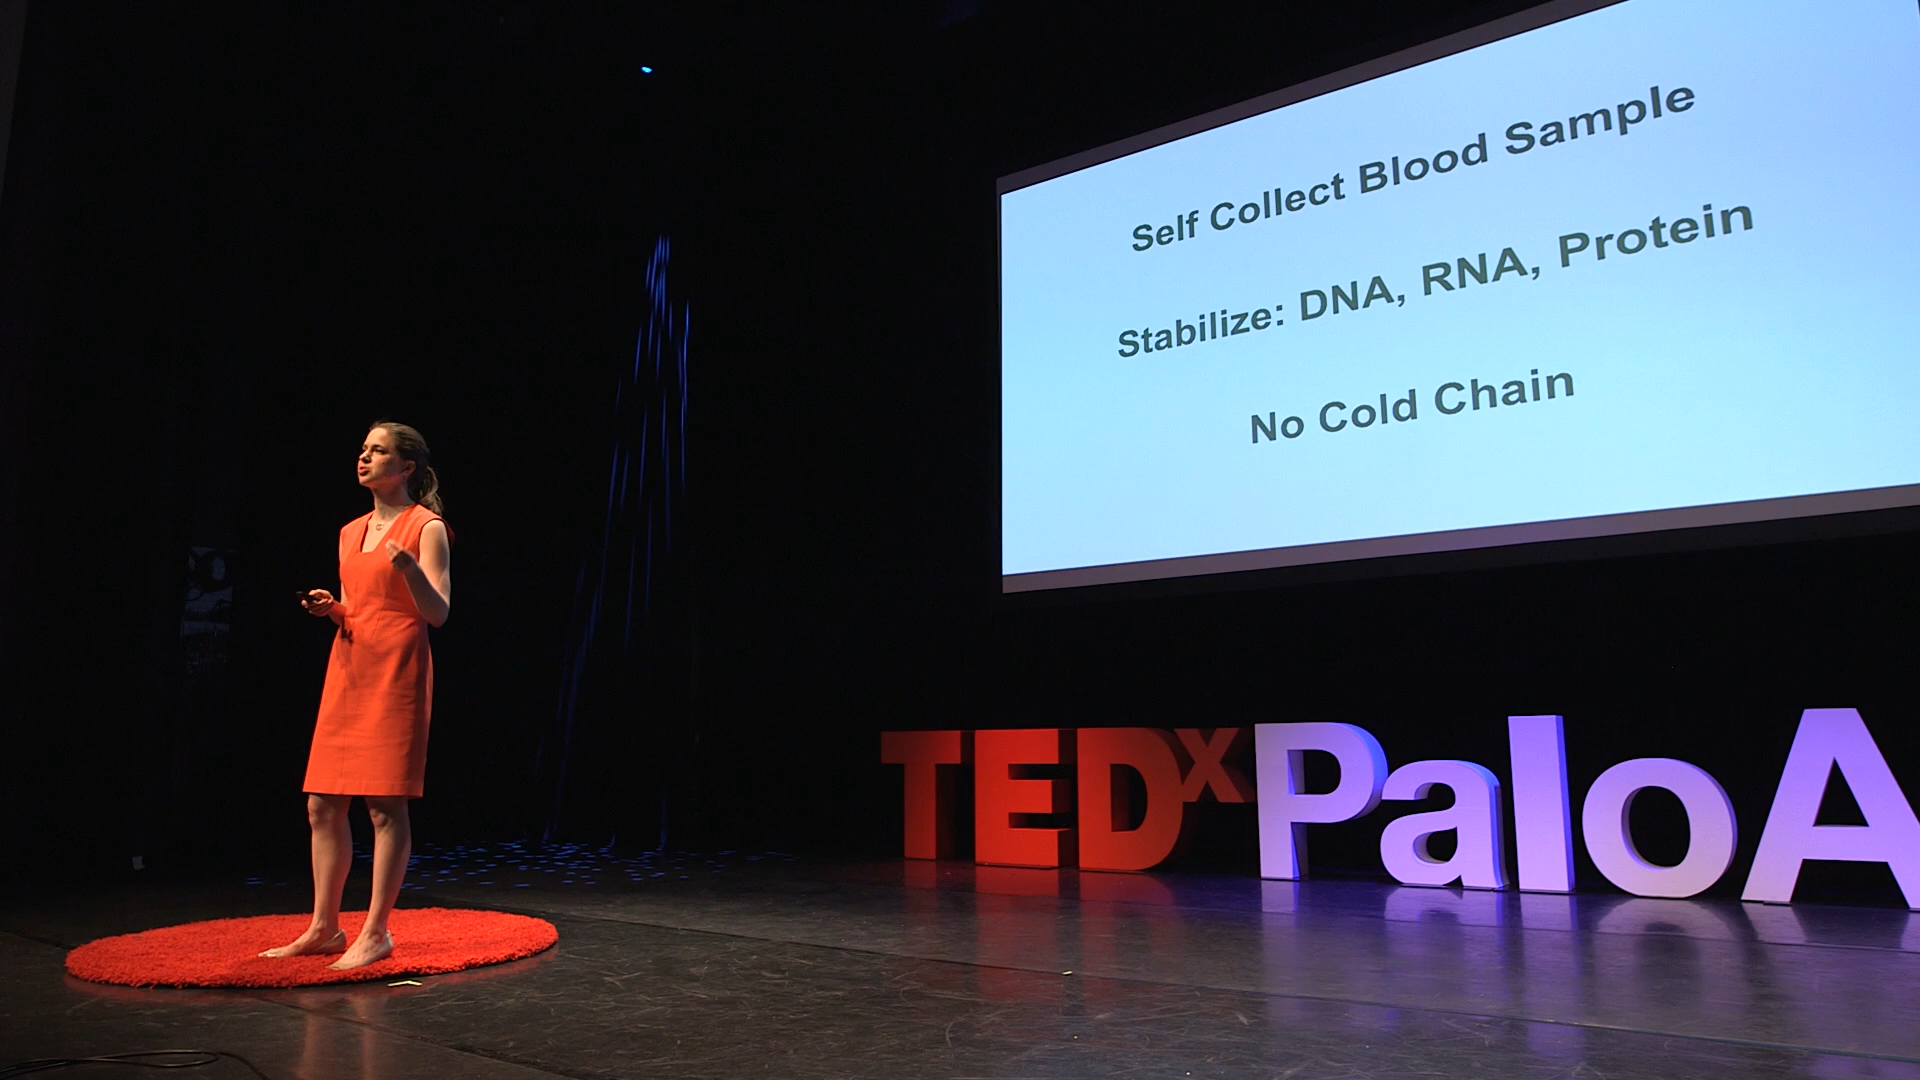 Self Collect Blood Sample
Stabilize: DNA, RNA, Protein
No Cold Chain
TEDxPaloA